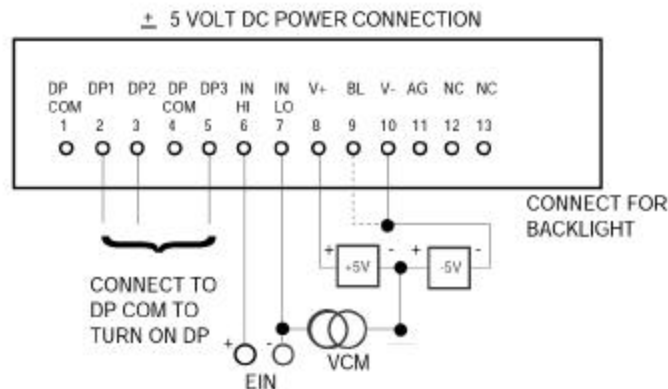 ± 5 VOLT DC POWER CONNECTION
DP COM DP1 DP2 DP COM DP3 IN HI IN LO V+ BL V- AG NC NC
1 2 3 4 5 6 7 8 9 10 11 12 13
CONNECT FOR
BACKLIGHT
+ +5V - + -5V -
CONNECT TO
DP COM TO
TURN ON DP
+ -
VCM
EIN